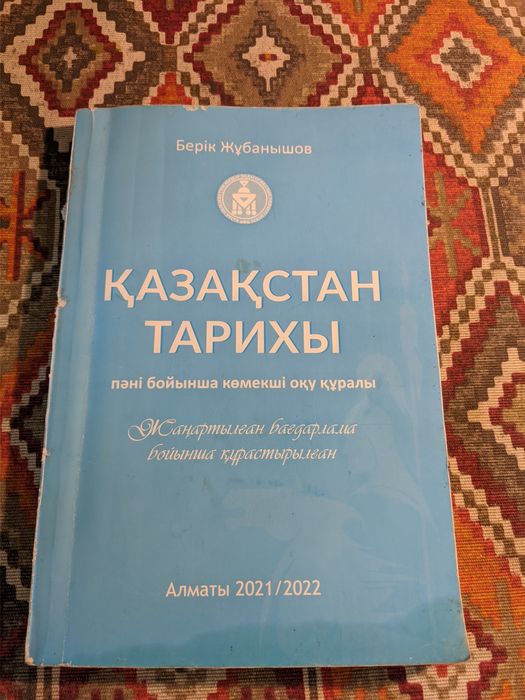 Берік Жұбанышов
ҚАЗАҚСТАН
ТАРИХЫ
пәні бойынша көмекші оқу құралы
Жаңартылған бағдарлама
бойынша құрастырылған
Алматы 2021/2022